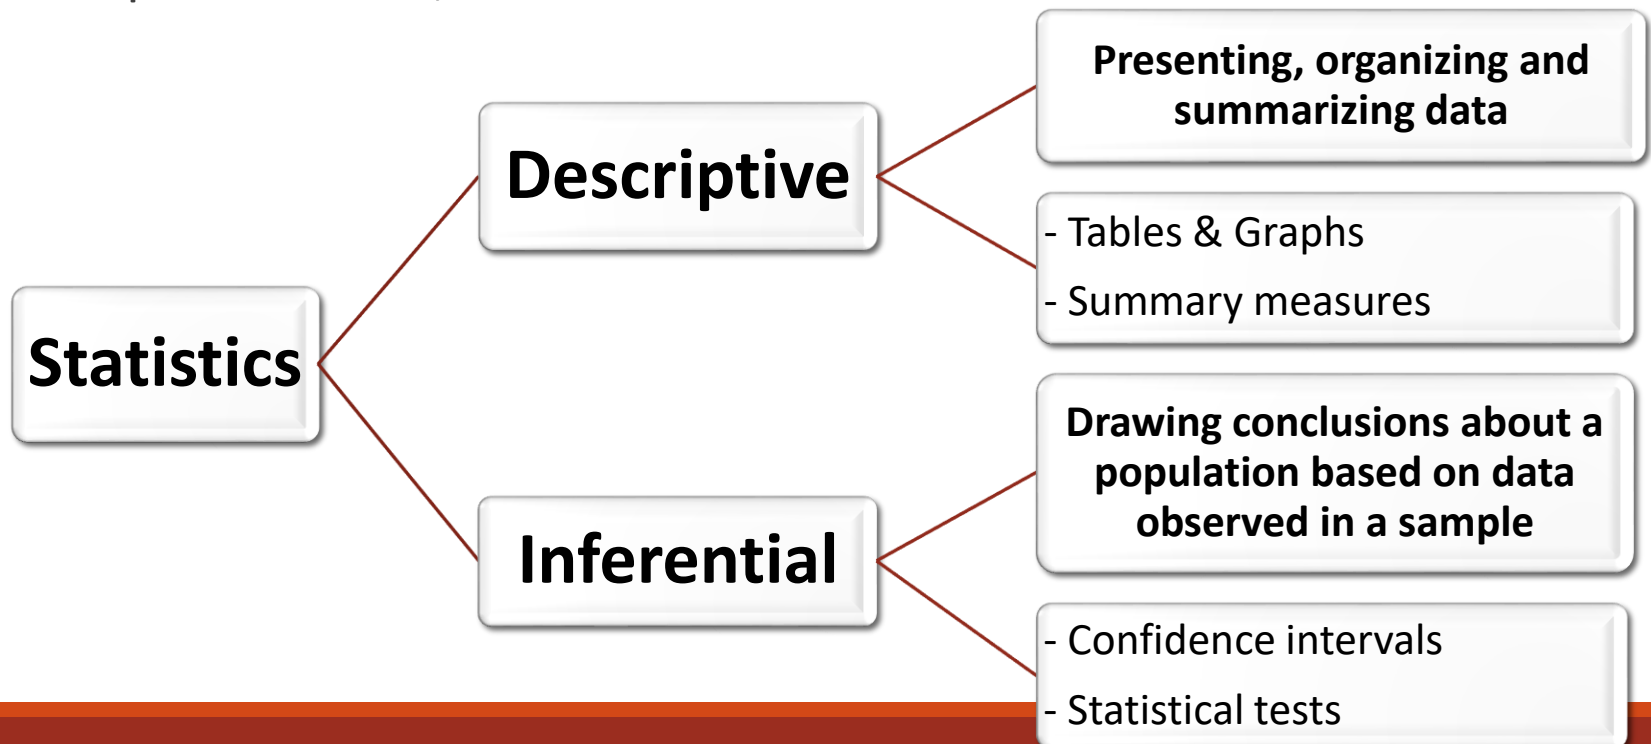 Presenting, organizing and
summarizing data
Descriptive
- Tables & Graphs
- Summary measures
Statistics
Drawing conclusions about a
population based on data
observed in a sample
Inferential
- Confidence intervals
- Statistical tests